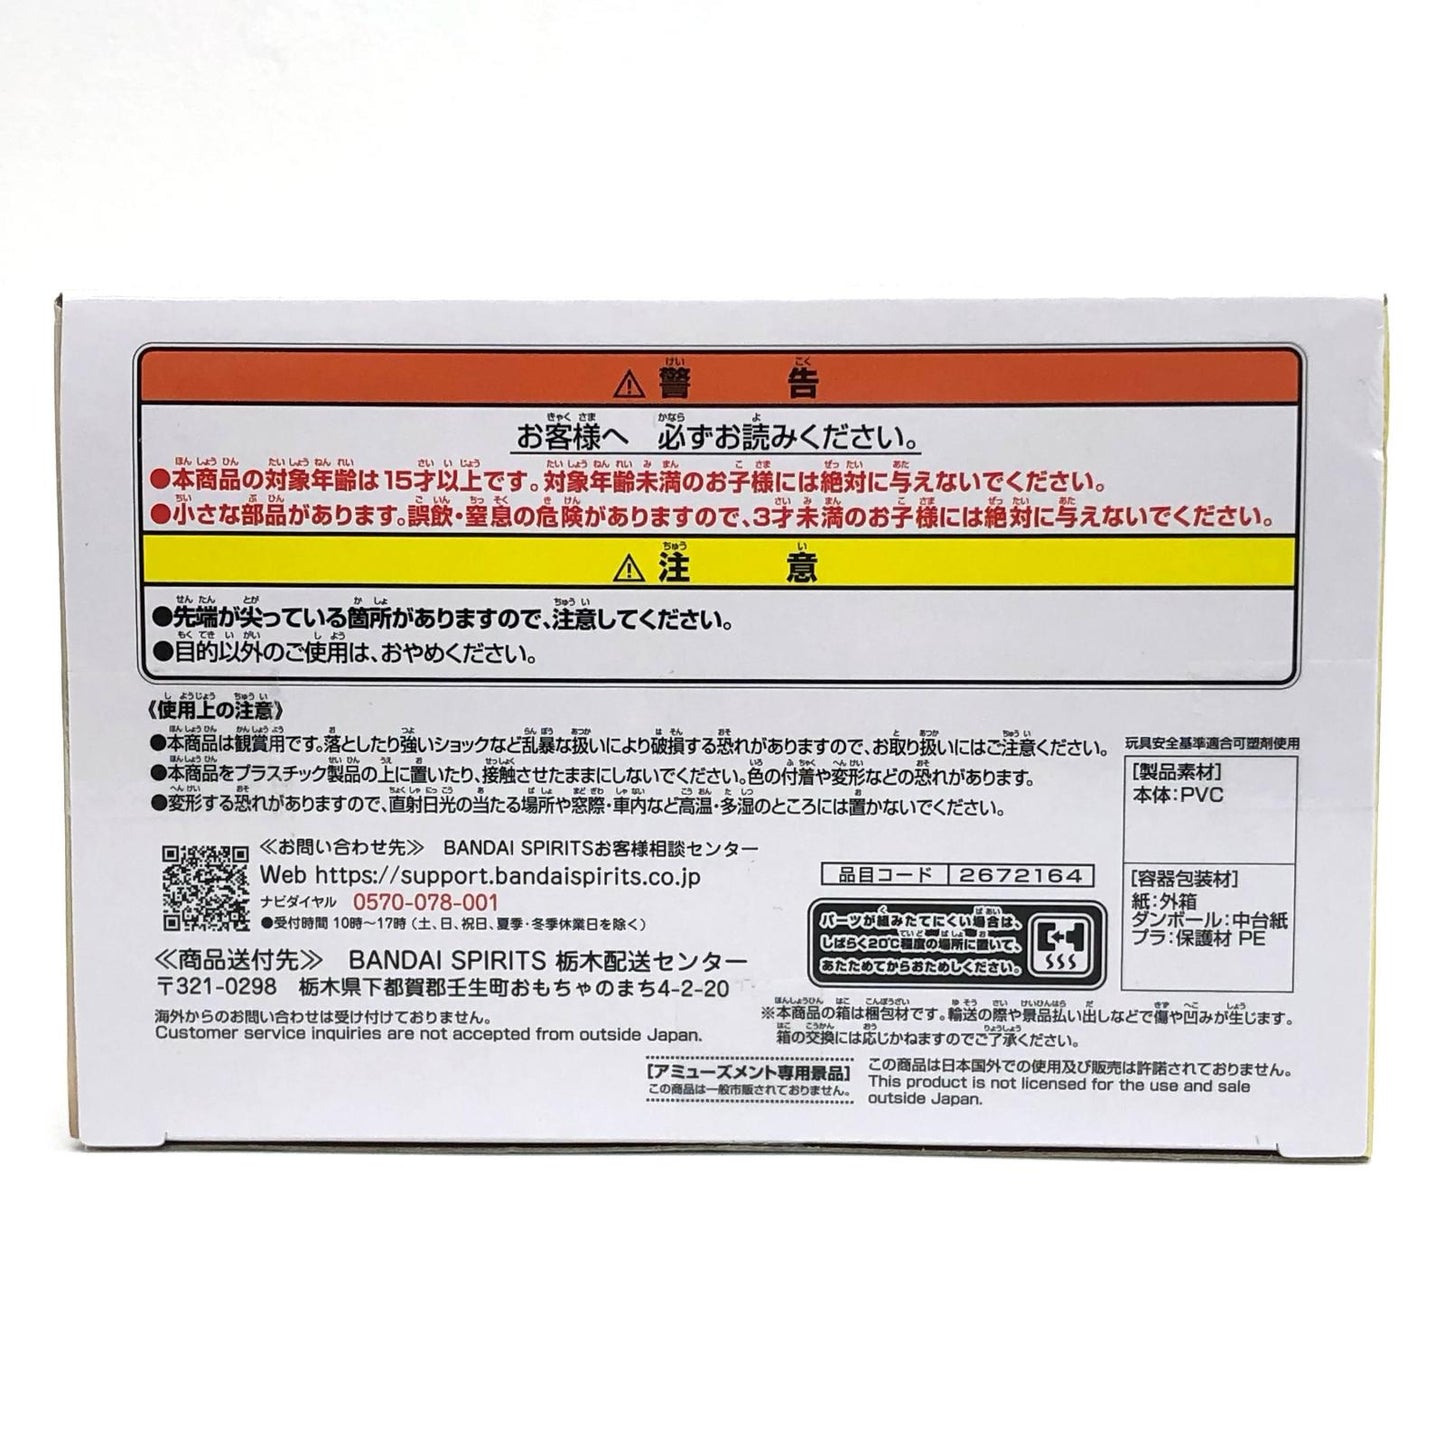 ⚠警告
お客様へ 必ずお読みください。
●本商品の対象年齢は15才以上です。対象年齢未満のお子様には絶対に与えないでください。
●小さな部品があります。誤飲・窒息の危険がありますので、3才未満のお子様には絶対に与えないでください。
⚠注意
●先端が尖っている箇所がありますので、注意してください。
●目的以外のご使用は、おやめください。
《使用上の注意》
●本商品は観賞用です。落としたり強いショックなど乱暴な扱いにより破損する恐れがありますので、お取り扱いにはご注意ください。
●本商品をプラスチック製品の上に置いたり、接触させたままにしないでください。色の付着や変形などの恐れがあります。
●変形する恐れがありますので、直射日光の当たる場所や窓際・車内など高温・多湿のところには置かないでください。
玩具安全基準適合可塑剤使用
[製品素材]
本体:PVC
[容器包装材]
紙:外箱
ダンボール:中台紙
プラ:保護材 PE
≪お問い合わせ先≫ BANDAI SPIRITSお客様相談センター
Web https://support.bandaispirits.co.jp
ナビダイヤル 0570-078-001
●受付時間 10時〜17時(土、日、祝日、夏季・冬季休業日を除く)
≪商品送付先≫ BANDAI SPIRITS 栃木配送センター
〒321-0298 栃木県下都賀郡壬生町おもちゃのまち4-2-20
海外からのお問い合わせは受け付けておりません。
Customer service inquiries are not accepted from outside Japan.
品目コード 2672164
パーツが組みたてにくい場合は、
しばらく20℃程度の場所に置いて、
あたためてからおためしください。
※本商品の箱は梱包材です。輸送の際や景品払い出しなどで傷や凹みが生じます。
箱の交換には応じかねますのでご了承ください。
[アミューズメント専用景品]
この商品は一般市販されておりません。
この商品は日本国外での使用及び販売は許諾されておりません。
This product is not licensed for the use and sale
outside Japan.